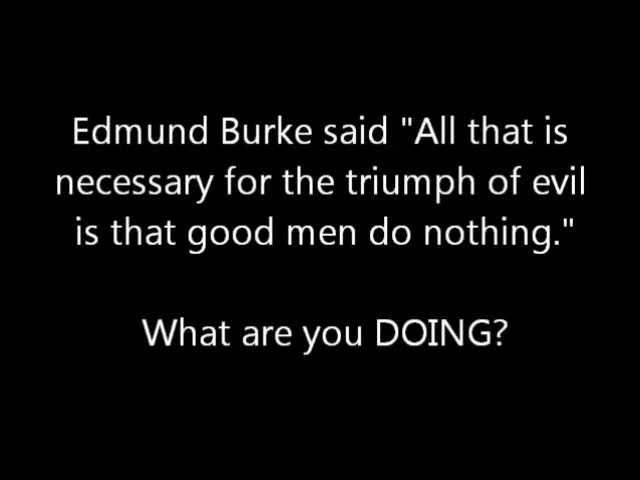 Edmund Burke said "All that is
necessary for the triumph of evil
is that good men do nothing."
What are you DOING?